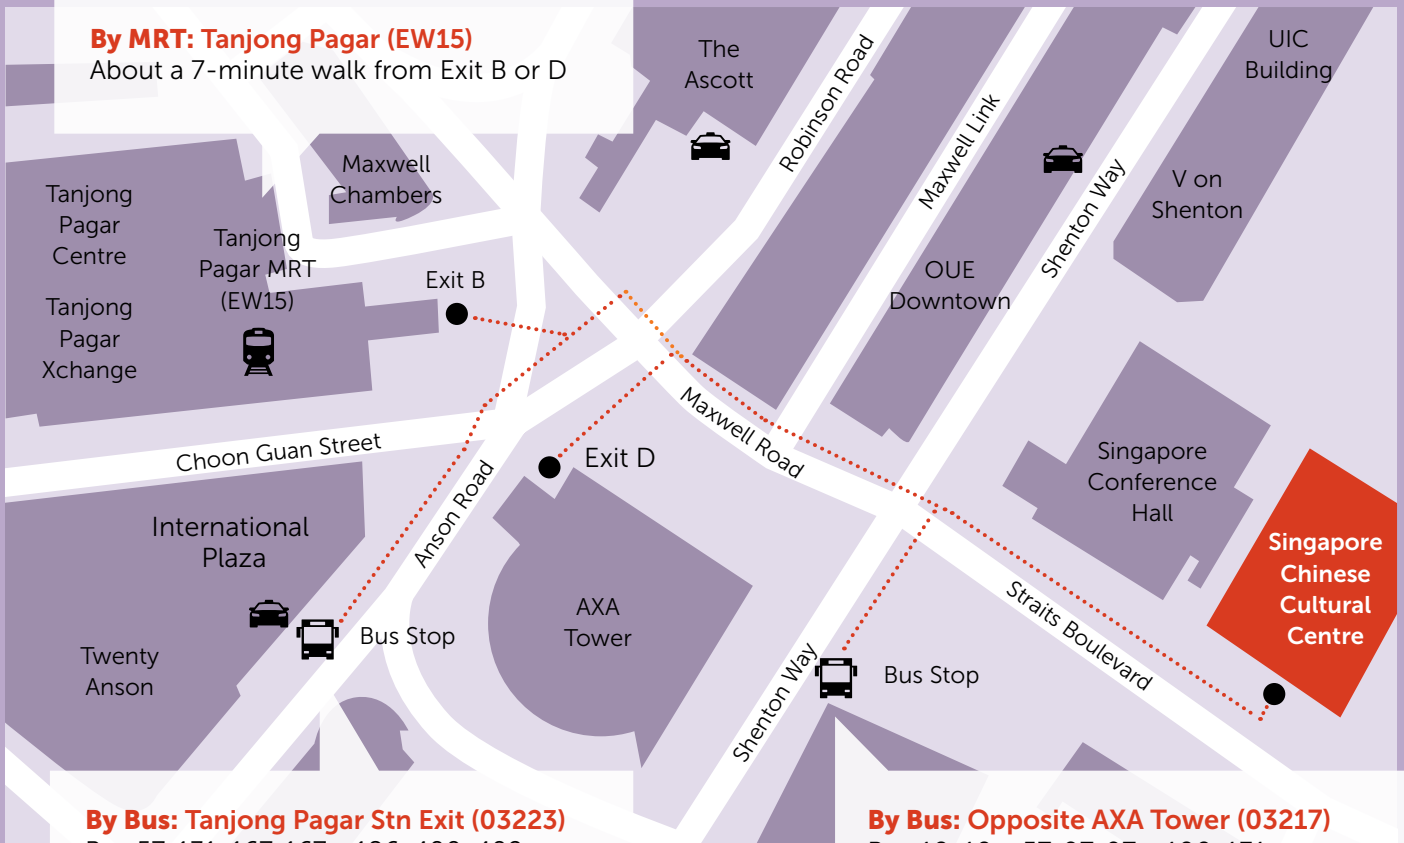 By MRT: Tanjong Pagar (EW15)
About a 7-minute walk from Exit B or D
The
Ascott
Robinson Road
Maxwell Link
UIC
Building
Maxwell
Chambers
Tanjong
Pagar
Centre
Tanjong
Pagar MRT
(EW15)
Exit B
Shenton Way
V on
Shenton
OUE
Downtown
Tanjong
Pagar
Xchange
Maxwell Road
Choon Guan Street
Exit D
Anson Road
Singapore
Conference
Hall
International
Plaza
Singapore
Chinese
Cultural
Centre
AXA
Tower
Bus Stop
Straits Boulevard
Twenty
Anson
Shenton Way
Bus Stop
By Bus: Tanjong Pagar Stn Exit (03223)
By Bus: Opposite AXA Tower (03217)